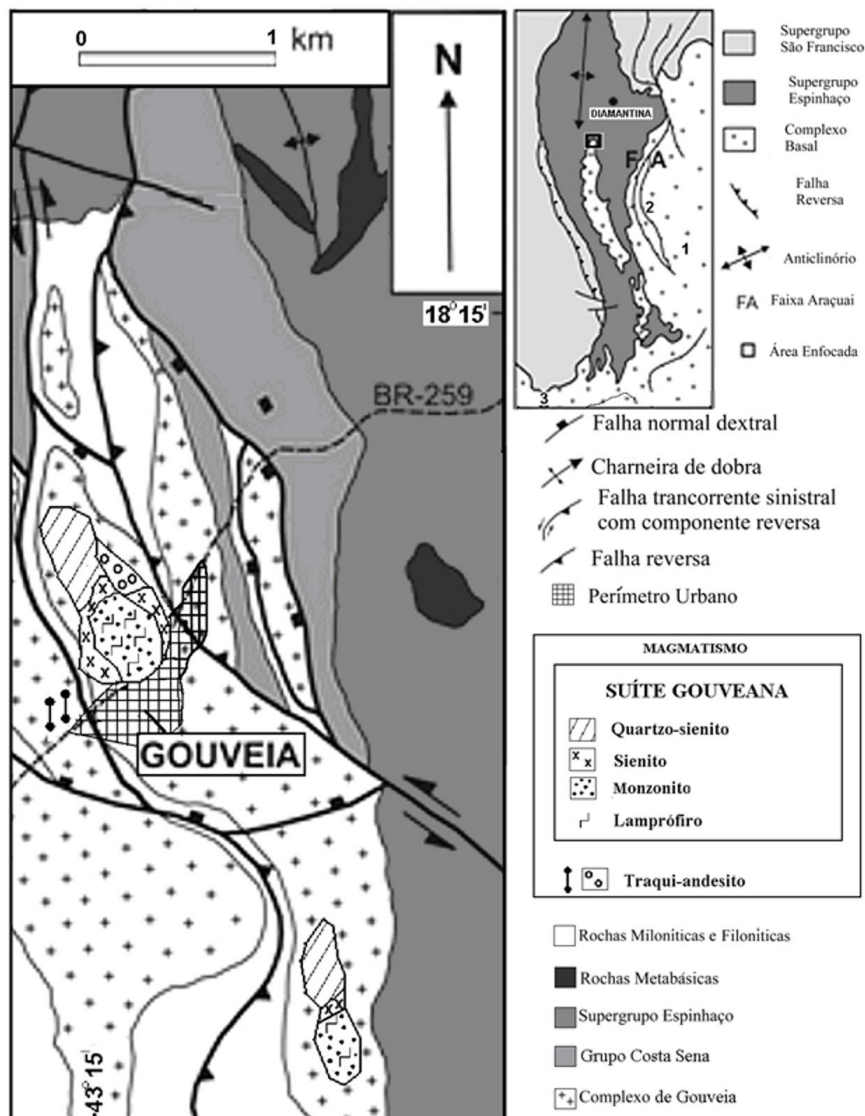 0 1 km
N
18°15'
BR-259
GOUVEIA
43°15'
DIAMANTINA
F A
2
1
3
Supergrupo
São Francisco
Supergrupo
Espinhaço
Complexo
Basal
Falha
Reversa
Anticlinório
FA Faixa Araçuai
Área Enfocada
Falha normal dextral
Charneira de dobra
Falha trancorrente sinistral
com componente reversa
Falha reversa
Perímetro Urbano
MAGMATISMO
SUÍTE GOUVEANA
Quartzo-sienito
Sienito
Monzonito
Lamprófiro
Traqui-andesito
Rochas Miloníticas e Filoníticas
Rochas Metabásicas
Supergrupo Espinhaço
Grupo Costa Sena
Complexo de Gouveia